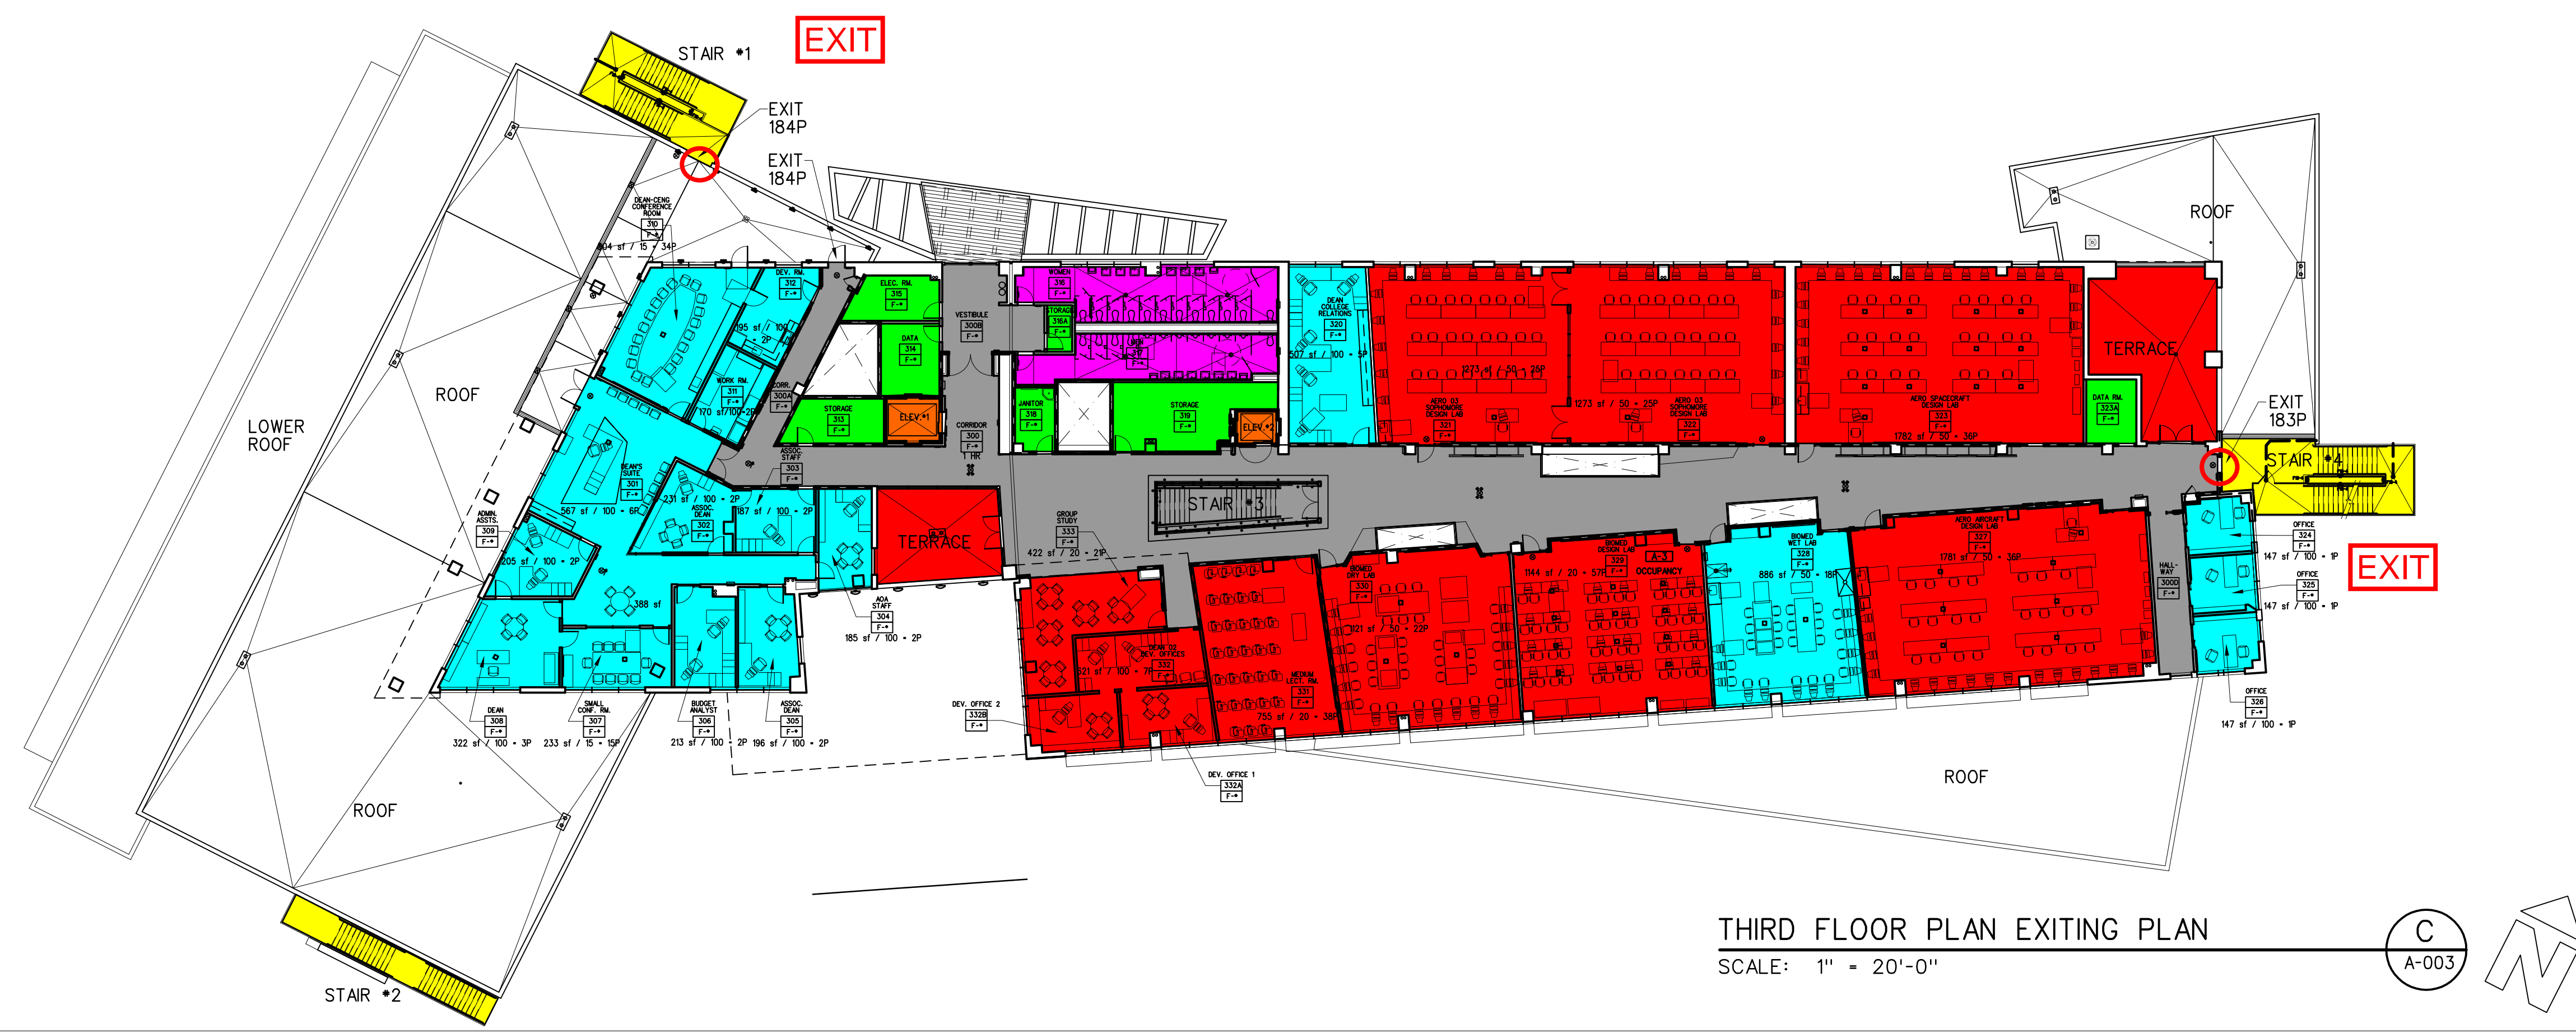 STAIR #1
EXIT
EXIT
184P
EXIT
184P
DEAN-CENG
CONFERENCE
ROOM
310
F-*
504 sf / 15 = 34P
DEV. RM.
312
F-*
195 sf / 100
= 2P
ELEC. RM.
315
F-*
VESTIBULE
300B
F-*
WOMEN
316
F-*
STORAGE
316A
F-*
MEN
317
F-*
DATA
314
F-*
WORK RM.
311
F-*
170 sf/100=2P
CORR.
300A
F-*
STORAGE
313
F-*
ELEV.#1
CORRIDOR
300
F-*
1 HR
JANITOR
318
F-*
STORAGE
319
F-*
ELEV.#2
DEAN
COLLEGE
RELATIONS
320
F-*
507 sf / 100 = 5P
1273 sf / 50 = 25P
AERO 03
SOPHOMORE
DESIGN LAB
321
F-*
1273 sf / 50 = 25P
AERO 03
SOPHOMORE
DESIGN LAB
322
F-*
AERO SPACECRAFT
DESIGN LAB
323
F-*
1782 sf / 50 = 36P
TERRACE
DATA RM.
323A
F-*
ROOF
EXIT
183P
STAIR #4
ROOF
LOWER
ROOF
DEAN'S
SUITE
301
F-*
567 sf / 100 = 6P
231 sf / 100 = 2P
ASSOC.
DEAN
302
F-*
ASSOC.
STAFF
303
F-*
187 sf / 100 = 2P
ADMIN.
ASSTS.
309
F-*
205 sf / 100 = 2P
388 sf
TERRACE
STAIR #3
GROUP
STUDY
333
F-*
422 sf / 20 = 21P
AOA
STAFF
304
F-*
185 sf / 100 = 2P
DEAN 02
DEV. OFFICES
332
F-*
621 sf / 100 = 7P
MEDIUM
LECT. RM.
331
F-*
755 sf / 20 = 38P
BIOMED
DRY LAB
330
F-*
1121 sf / 50 = 22P
BIOMED
DESIGN LAB
329
F-*
A-3
OCCUPANCY
1144 sf / 20 = 57P
BIOMED
WET LAB
328
F-*
886 sf / 50 = 18P
AERO AIRCRAFT
DESIGN LAB
327
F-*
1781 sf / 50 = 36P
HALL-
WAY
300D
F-*
OFFICE
324
F-*
147 sf / 100 = 1P
OFFICE
325
F-*
147 sf / 100 = 1P
OFFICE
326
F-*
147 sf / 100 = 1P
EXIT
DEAN
308
F-*
322 sf / 100 = 3P
SMALL
CONF. RM.
307
F-*
233 sf / 15 = 15P
BUDGET
ANALYST
306
F-*
213 sf / 100 = 2P
ASSOC.
DEAN
305
F-*
196 sf / 100 = 2P
DEV. OFFICE 2
332B
F-*
DEV. OFFICE 1
332A
F-*
ROOF
ROOF
STAIR #2
THIRD FLOOR PLAN EXITING PLAN
SCALE: 1" = 20'-0"
C
A-003
N